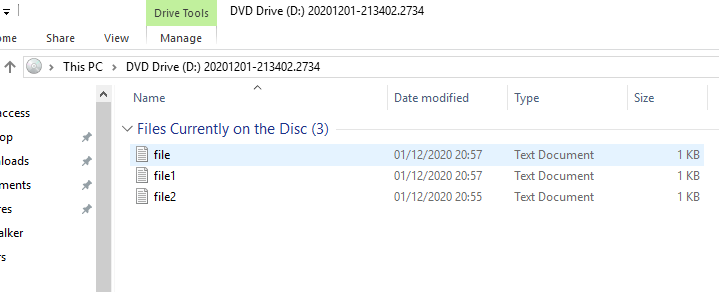 Drive Tools DVD Drive (D:) 20201201-213402.2734
Home Share View Manage
This PC > DVD Drive (D:) 20201201-213402.2734
Name Date modified Type Size
access
Files Currently on the Disc (3)
op
file 01/12/2020 20:57 Text Document 1 KB
nloads
file1 01/12/2020 20:57 Text Document 1 KB
ments
file2 01/12/2020 20:55 Text Document 1 KB
res
alker
s